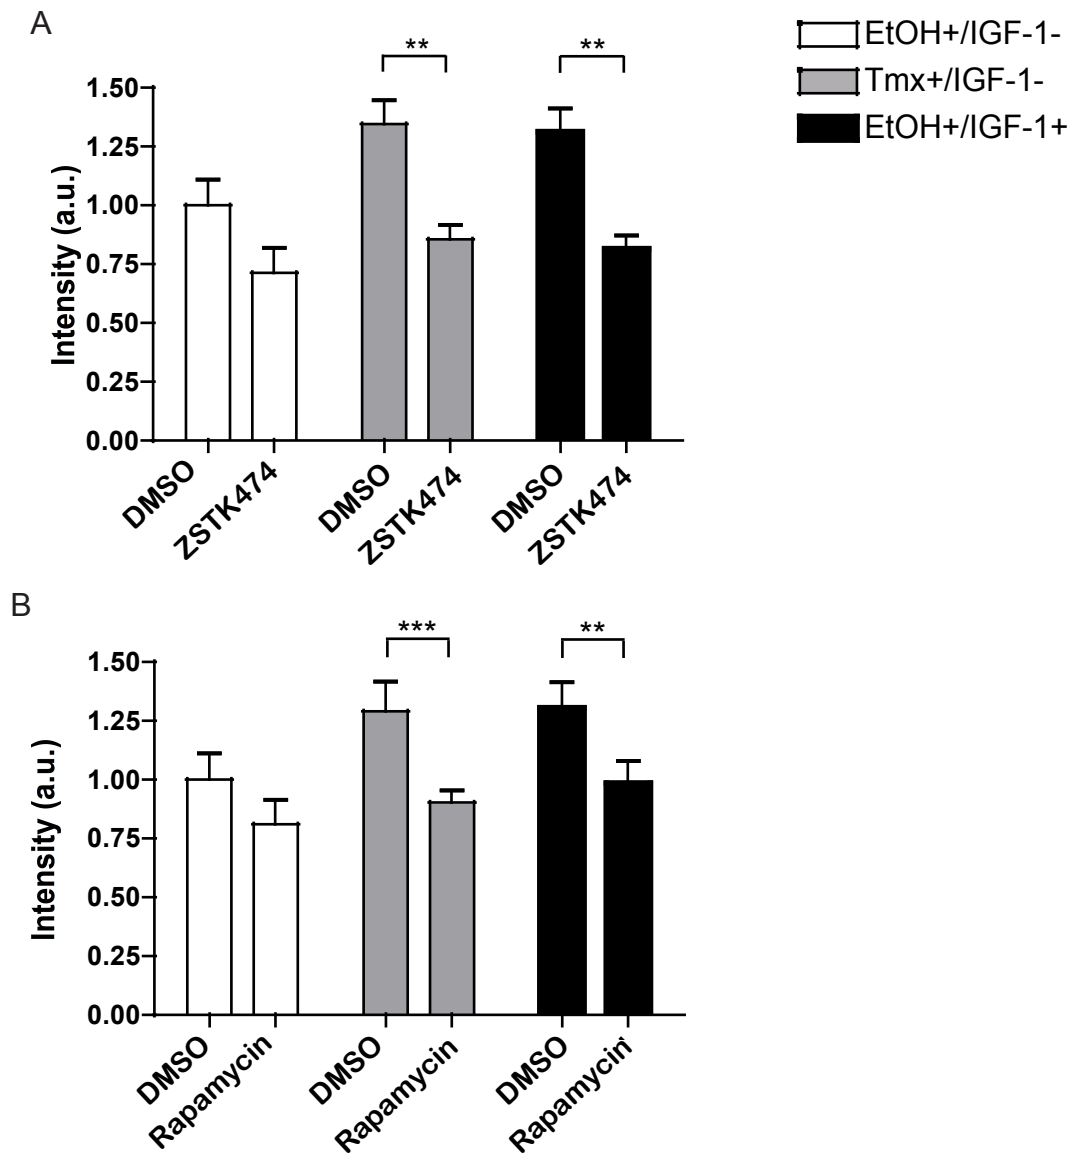 A
EtOH+/IGF-1-
Tmx+/IGF-1-
EtOH+/IGF-1+
** **
1.50
1.25
1.00
0.75
0.50
0.25
0.00
Intensity (a.u.)
DMSO ZSTK474 DMSO ZSTK474 DMSO ZSTK474
B
*** **
1.50
1.25
1.00
0.75
0.50
0.25
0.00
Intensity (a.u.)
DMSO Rapamycin DMSO Rapamycin DMSO Rapamycin